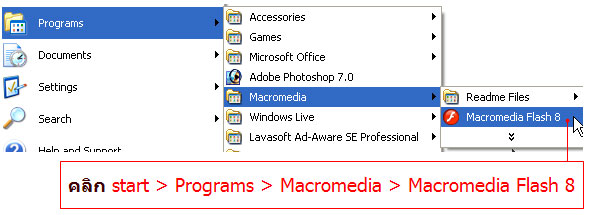 Programs
Documents
Settings
Search
Help and Support
Accessories
Games
Microsoft Office
Adobe Photoshop 7.0
Macromedia
Windows Live
Lavasoft Ad-Aware SE Professional
Readme Files
Macromedia Flash 8
คลิก start > Programs > Macromedia > Macromedia Flash 8